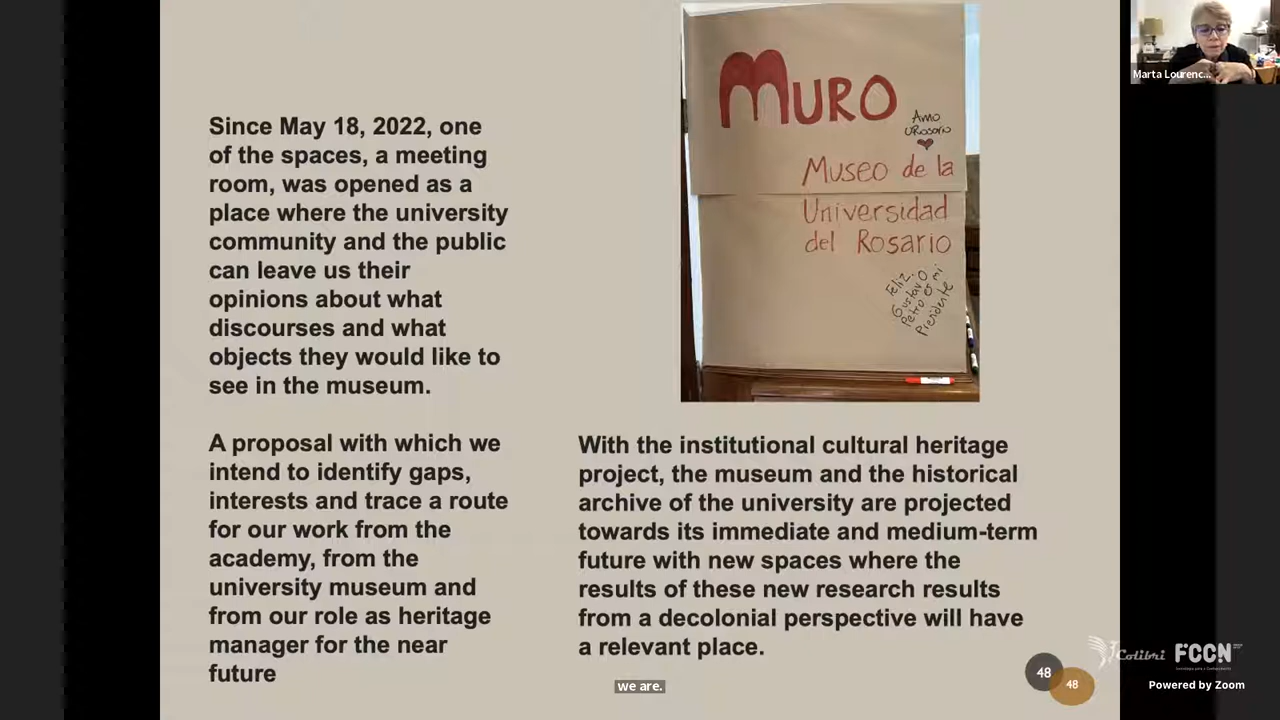 Since May 18, 2022, one
of the spaces, a meeting
room, was opened as a
place where the university
community and the public
can leave us their
opinions about what
discourses and what
objects they would like to
see in the museum.
A proposal with which we
intend to identify gaps,
interests and trace a route
for our work from the
academy, from the
university museum and
from our role as heritage
manager for the near
future
MURO
Amo
URosario
Museo de la
Universidad
del Rosario
Feliz
Gustavo
Petro es mi
Presidente
With the institutional cultural heritage
project, the museum and the historical
archive of the university are projected
towards its immediate and medium-term
future with new spaces where the
results of these new research results
from a decolonial perspective will have
a relevant place.
48
48
we are.
Marta Lourenc...
Colibri
FCCN
Powered by Zoom